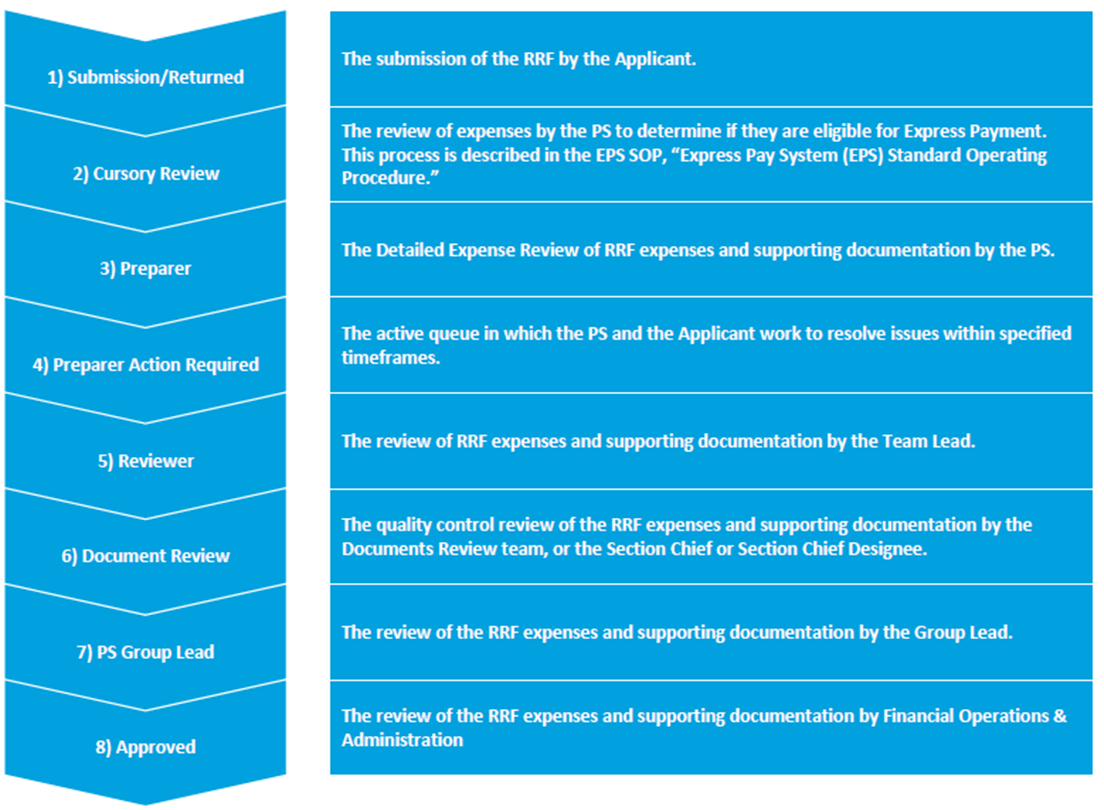 1) Submission/Returned
The submission of the RRF by the Applicant.
2) Cursory Review
The review of expenses by the PS to determine if they are eligible for Express Payment.
This process is described in the EPS SOP, “Express Pay System (EPS) Standard Operating
Procedure.”
3) Preparer
The Detailed Expense Review of RRF expenses and supporting documentation by the PS.
4) Preparer Action Required
The active queue in which the PS and the Applicant work to resolve issues within specified
timeframes.
5) Reviewer
The review of RRF expenses and supporting documentation by the Team Lead.
6) Document Review
The quality control review of the RRF expenses and supporting documentation by the
Documents Review team, or the Section Chief or Section Chief Designee.
7) PS Group Lead
The review of the RRF expenses and supporting documentation by the Group Lead.
8) Approved
The review of the RRF expenses and supporting documentation by Financial Operations &
Administration